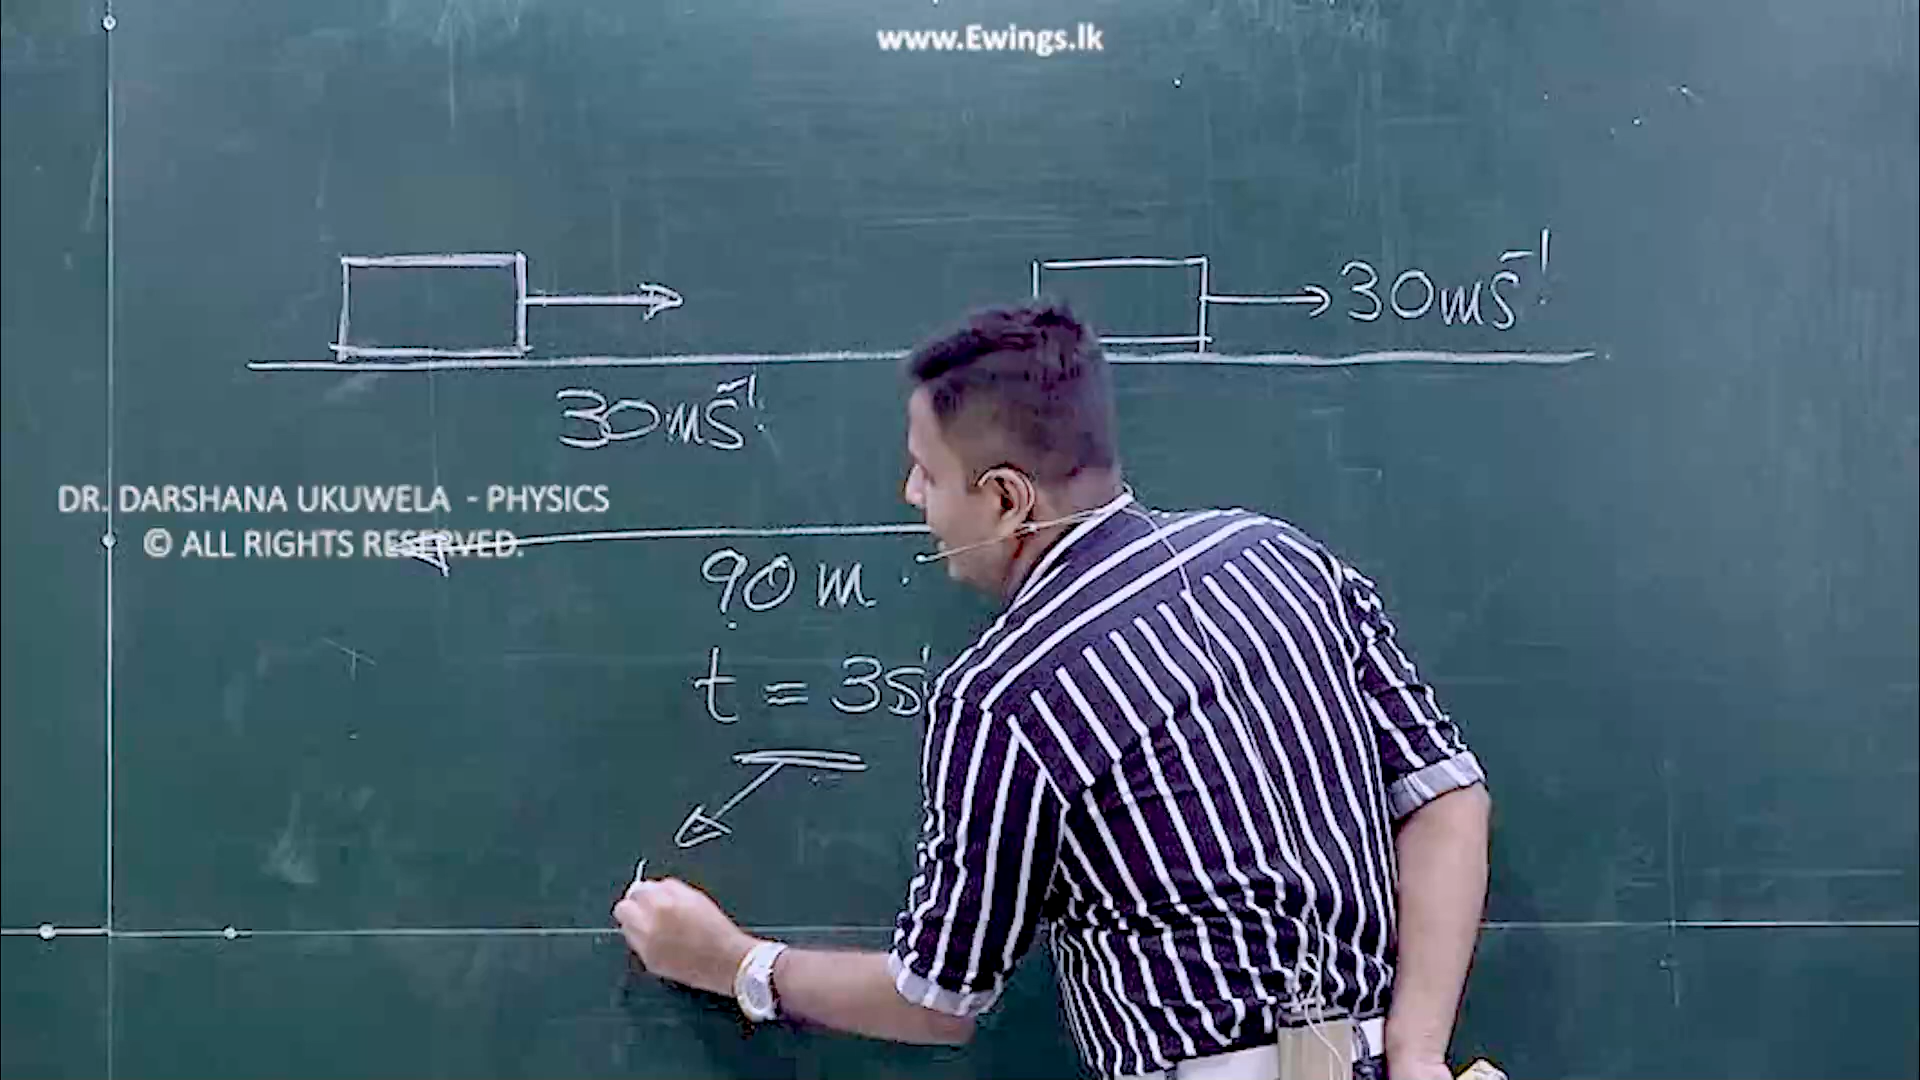 www.Ewings.lk
30ms⁻¹
30ms⁻¹
DR. DARSHANA UKUWELA - PHYSICS
© ALL RIGHTS RESERVED.
90 m
t = 3s